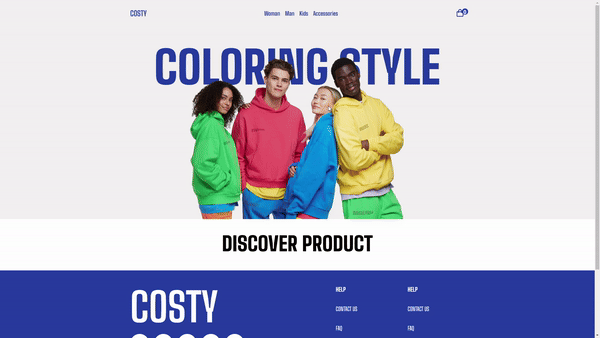 COSTY
Woman Man Kids Accessories
0
COLORING STYLE
DISCOVER PRODUCT
COSTY
HELP
CONTACT US
FAQ
HELP
CONTACT US
FAQ